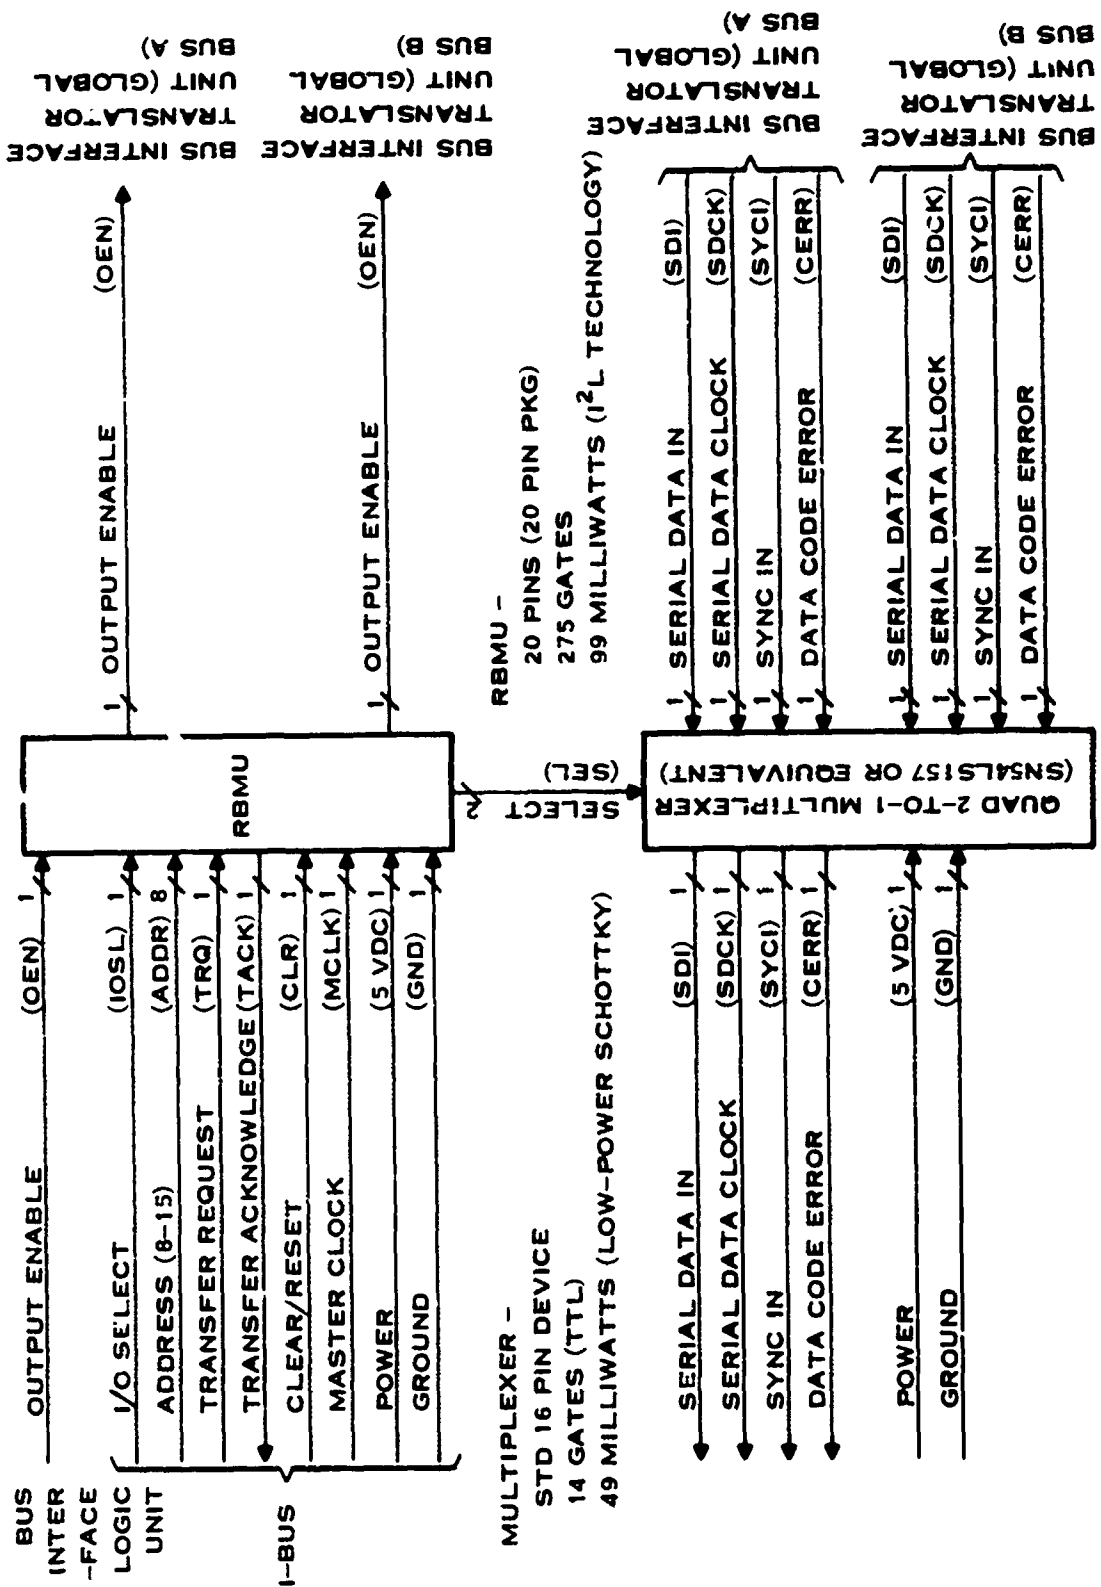 BUS
INTER
-FACE
LOGIC
UNIT
OUTPUT ENABLE (OEN) 1
I/O SELECT (IOSL) 1
ADDRESS (8-15) (ADDR) 8
TRANSFER REQUEST (TRQ) 1
TRANSFER ACKNOWLEDGE (TACK) 1
CLEAR/RESET (CLR) 1
MASTER CLOCK (MCLK) 1
POWER (5 VDC) 1
GROUND (GND) 1
I-BUS
RBMU
1 OUTPUT ENABLE (OEN)
BUS INTERFACE
TRANSLATOR
UNIT (GLOBAL
BUS A)
1 OUTPUT ENABLE (OEN)
BUS INTERFACE
TRANSLATOR
UNIT (GLOBAL
BUS B)
SELECT 2 (SEL)
RBMU -
20 PINS (20 PIN PKG)
275 GATES
99 MILLIWATTS (I²L TECHNOLOGY)
MULTIPLEXER -
STD 16 PIN DEVICE
14 GATES (TTL)
49 MILLIWATTS (LOW-POWER SCHOTTKY)
SERIAL DATA IN (SDI) 1
SERIAL DATA CLOCK (SDCK) 1
SYNC IN (SYCI) 1
DATA CODE ERROR (CERR) 1
POWER (5 VDC) 1
GROUND (GND) 1
QUAD 2-TO-1 MULTIPLEXER
(SN54LS157 OR EQUIVALENT)
1 SERIAL DATA IN (SDI)
1 SERIAL DATA CLOCK (SDCK)
1 SYNC IN (SYCI)
1 DATA CODE ERROR (CERR)
BUS INTERFACE
TRANSLATOR
UNIT (GLOBAL
BUS A)
1 SERIAL DATA IN (SDI)
1 SERIAL DATA CLOCK (SDCK)
1 SYNC IN (SYCI)
1 DATA CODE ERROR (CERR)
BUS INTERFACE
TRANSLATOR
UNIT (GLOBAL
BUS B)